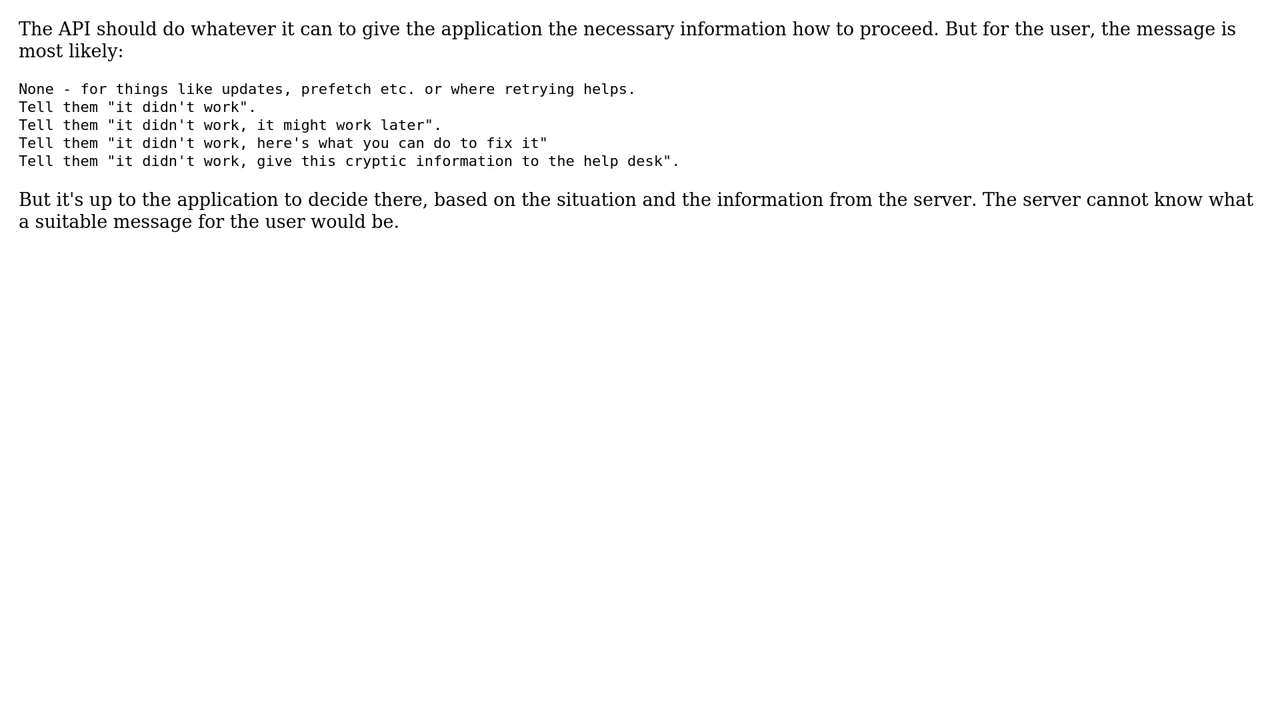 The API should do whatever it can to give the application the necessary information how to proceed. But for the user, the message is
most likely:
None - for things like updates, prefetch etc. or where retrying helps.
Tell them "it didn't work".
Tell them "it didn't work, it might work later".
Tell them "it didn't work, here's what you can do to fix it"
Tell them "it didn't work, give this cryptic information to the help desk".
But it's up to the application to decide there, based on the situation and the information from the server. The server cannot know what
a suitable message for the user would be.